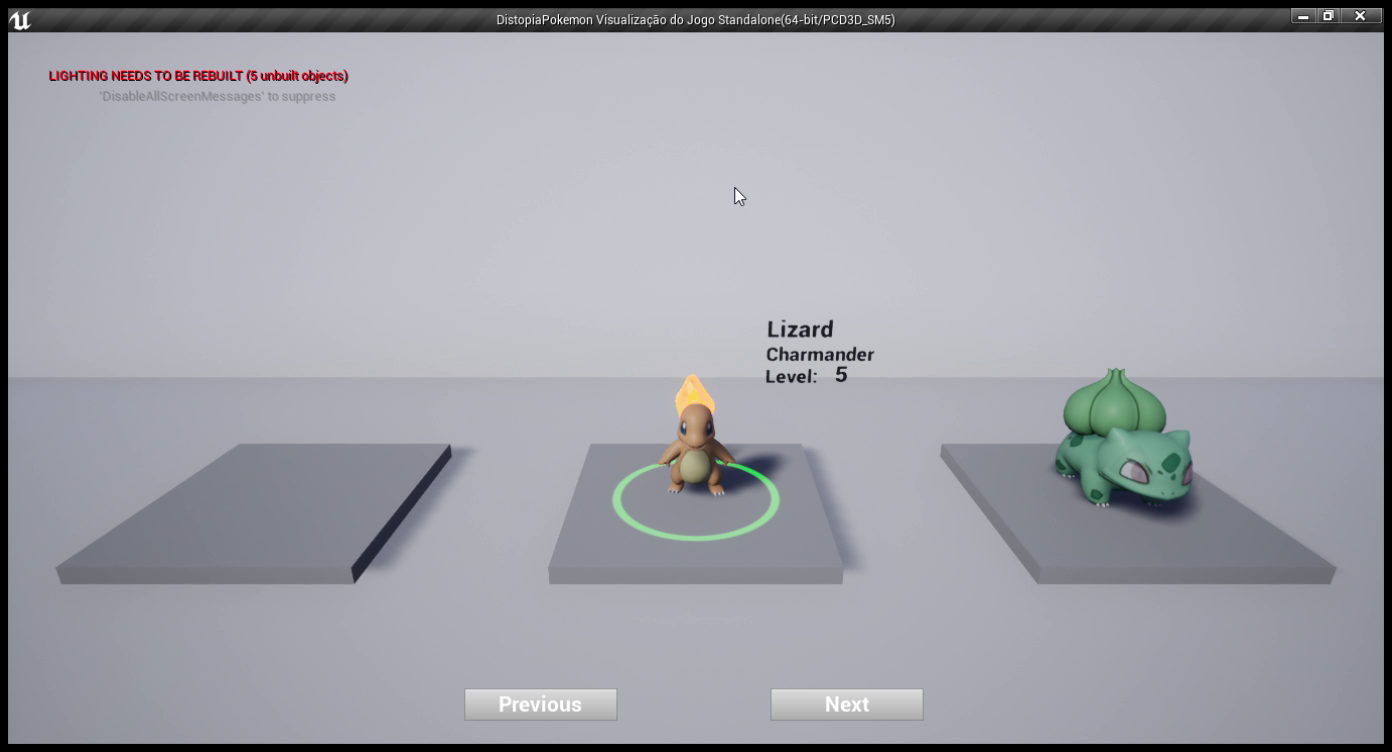 DistopiaPokemon Visualização do Jogo Standalone(64-bit/PCD3D_SM5)
LIGHTING NEEDS TO BE REBUILT (5 unbuilt objects)
'DisableAllScreenMessages' to suppress
Lizard
Charmander
Level: 5
Previous
Next